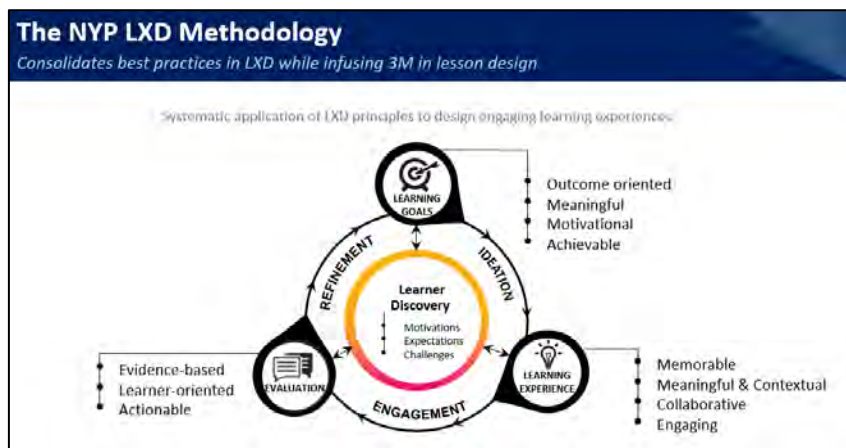 The NYP LXD Methodology
Consolidates best practices in LXD while infusing 3M in lesson design
Systematic application of LXD principles to design engaging learning experiences
LEARNING
GOALS
Outcome oriented
Meaningful
Motivational
Achievable
REFINEMENT
IDEATION
Learner
Discovery
Motivations
Expectations
Challenges
Evidence-based
Learner-oriented
Actionable
EVALUATION
LEARNING
EXPERIENCE
Memorable
Meaningful & Contextual
Collaborative
Engaging
ENGAGEMENT